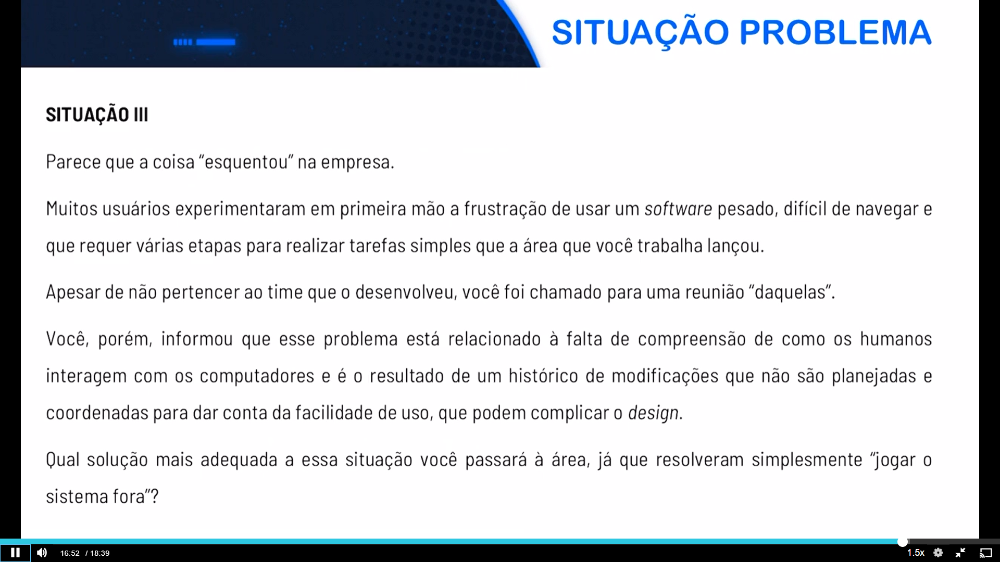 SITUAÇÃO PROBLEMA
SITUAÇÃO III
Parece que a coisa “esquentou” na empresa.
Muitos usuários experimentaram em primeira mão a frustração de usar um software pesado, difícil de navegar e
que requer várias etapas para realizar tarefas simples que a área que você trabalha lançou.
Apesar de não pertencer ao time que o desenvolveu, você foi chamado para uma reunião “daquelas”.
Você, porém, informou que esse problema está relacionado à falta de compreensão de como os humanos
interagem com os computadores e é o resultado de um histórico de modificações que não são planejadas e
coordenadas para dar conta da facilidade de uso, que podem complicar o design.
Qual solução mais adequada a essa situação você passará à área, já que resolveram simplesmente “jogar o
sistema fora”?
16:52 / 18:39 1.5x